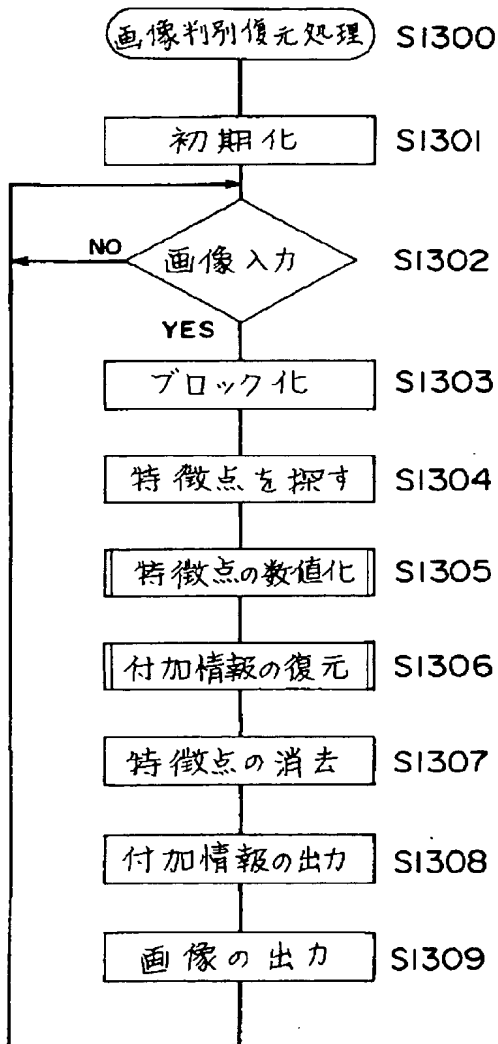 画像判別復元処理 S1300
初期化 S1301
NO 画像入力 S1302
YES
ブロック化 S1303
特徴点を探す S1304
特徴点の数値化 S1305
付加情報の復元 S1306
特徴点の消去 S1307
付加情報の出力 S1308
画像の出力 S1309